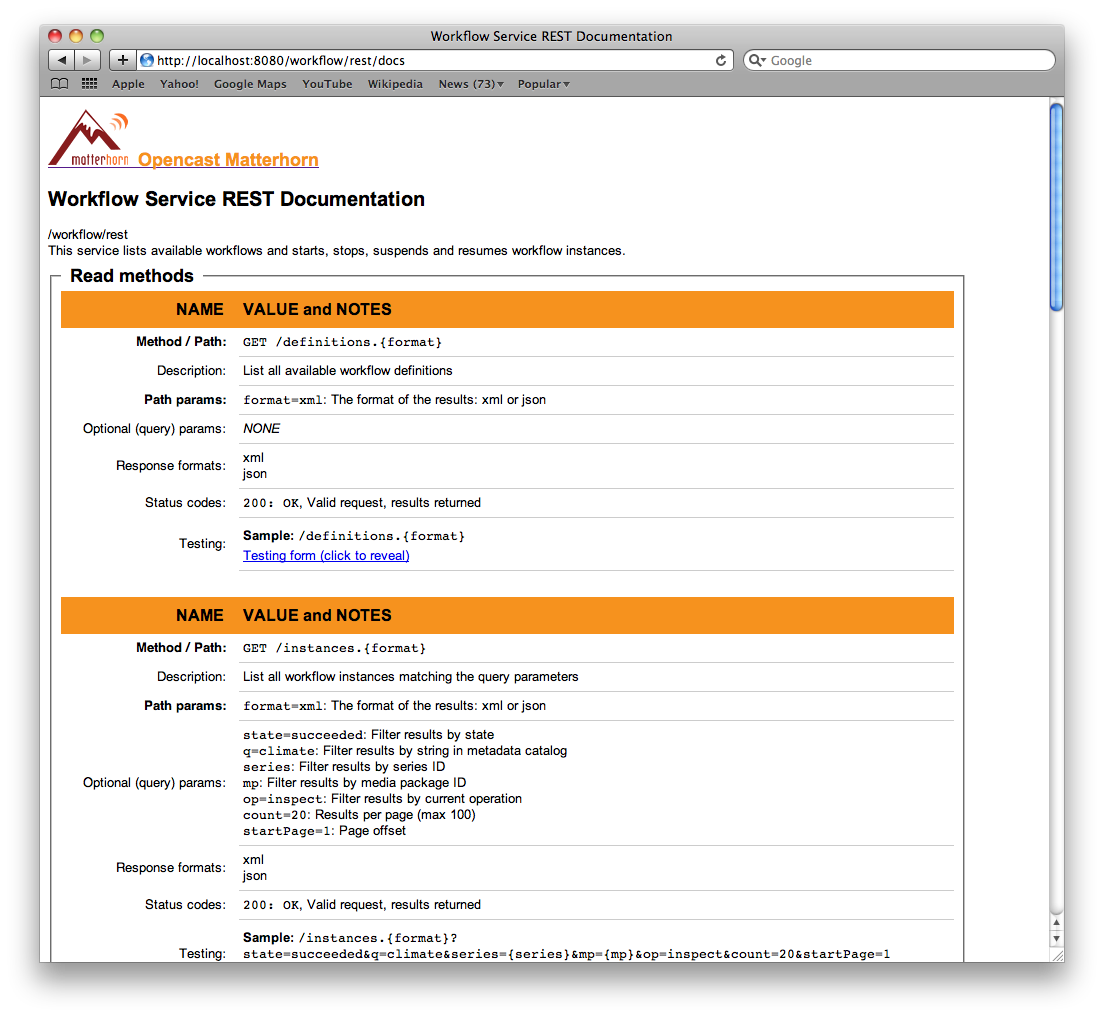 Workflow Service REST Documentation
http://localhost:8080/workflow/rest/docs
Google
Apple Yahoo! Google Maps YouTube Wikipedia News (73) Popular
matterhorn Opencast Matterhorn
Workflow Service REST Documentation
/workflow/rest
This service lists available workflows and starts, stops, suspends and resumes workflow instances.
Read methods
NAME VALUE and NOTES
Method / Path: GET /definitions.{format}
Description: List all available workflow definitions
Path params: format=xml: The format of the results: xml or json
Optional (query) params: NONE
Response formats: xml
json
Status codes: 200: OK, Valid request, results returned
Testing: Sample: /definitions.{format}
Testing form (click to reveal)
NAME VALUE and NOTES
Method / Path: GET /instances.{format}
Description: List all workflow instances matching the query parameters
Path params: format=xml: The format of the results: xml or json
Optional (query) params: state=succeeded: Filter results by state
q=climate: Filter results by string in metadata catalog
series: Filter results by series ID
mp: Filter results by media package ID
op=inspect: Filter results by current operation
count=20: Results per page (max 100)
startPage=1: Page offset
Response formats: xml
json
Status codes: 200: OK, Valid request, results returned
Testing: Sample: /instances.{format}?
state=succeeded&q=climate&series={series}&mp={mp}&op=inspect&count=20&startPage=1